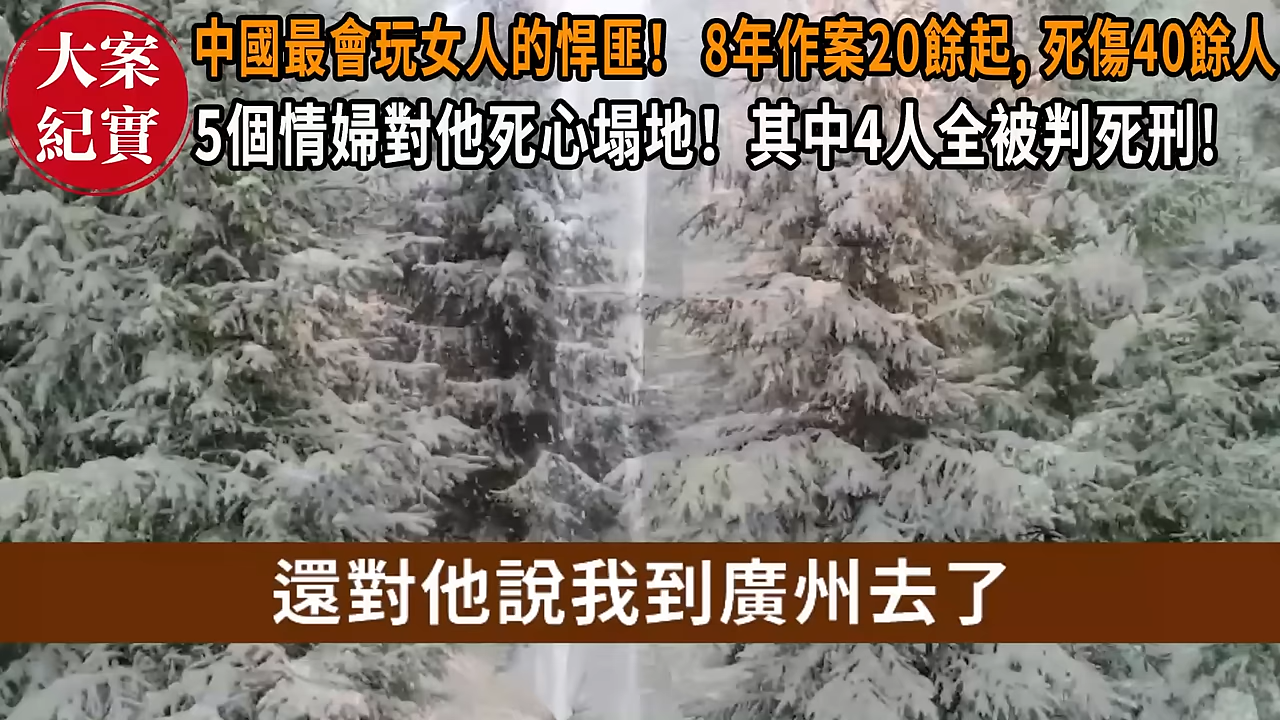 大案
紀實
中國最會玩女人的悍匪! 8年作案20餘起, 死傷40餘人
5個情婦對他死心塌地! 其中4人全被判死刑!
還對他說我到廣州去了